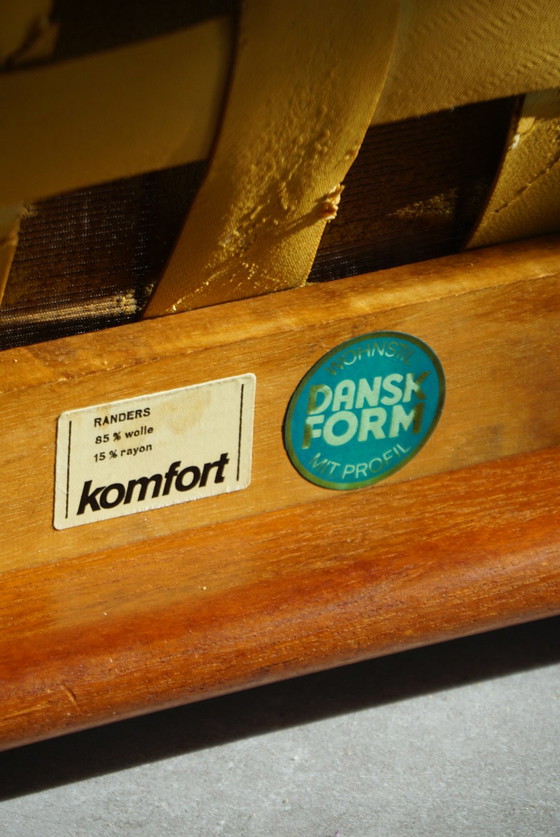 RANDERS
85 % wolle
15 % rayon
komfort
WOHNSTIL
DANSK
FORM
MIT PROFIL